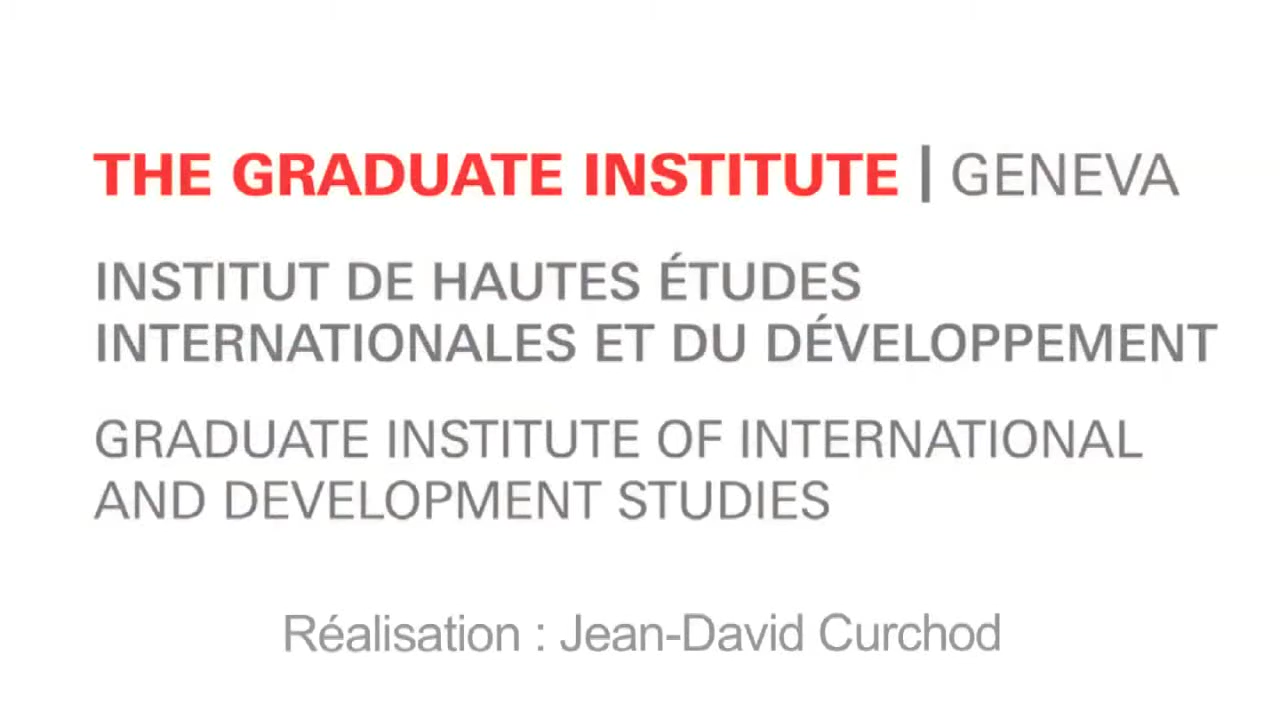 THE GRADUATE INSTITUTE | GENEVA
INSTITUT DE HAUTES ÉTUDES
INTERNATIONALES ET DU DÉVELOPPEMENT
GRADUATE INSTITUTE OF INTERNATIONAL
AND DEVELOPMENT STUDIES
Réalisation : Jean-David Curchod